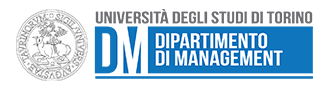 UNIVERSITÀ DEGLI STUDI DI TORINO
DM
DIPARTIMENTO
DI MANAGEMENT